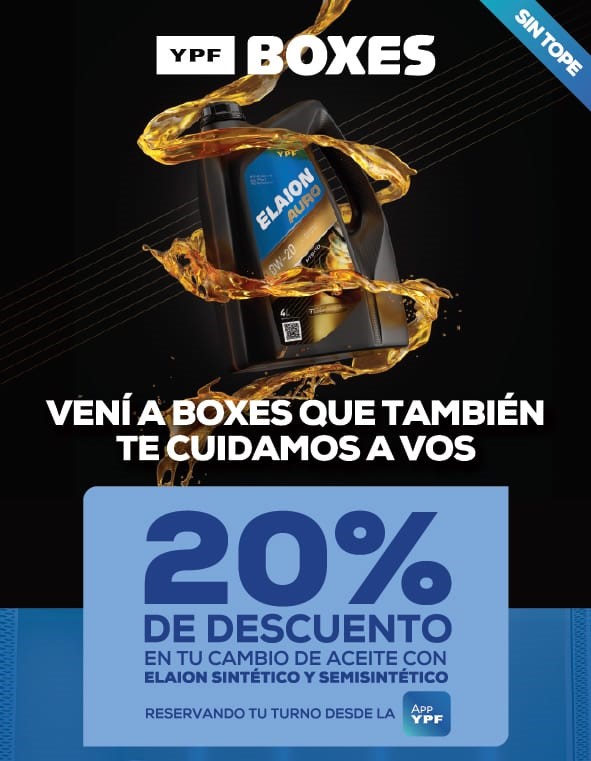 SIN TOPE
YPF BOXES
YPF
ELAION
AURO
0W-20
4L
VENÍ A BOXES QUE TAMBIÉN
TE CUIDAMOS A VOS
20%
DE DESCUENTO
EN TU CAMBIO DE ACEITE CON
ELAION SINTÉTICO Y SEMISINTÉTICO
RESERVANDO TU TURNO DESDE LA
APP
YPF